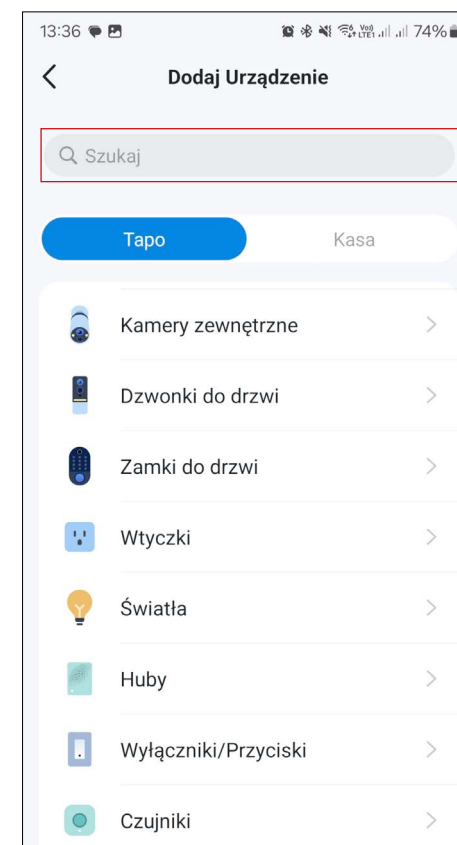 13:36 74%
Dodaj Urządzenie
Szukaj
Tapo Kasa
Kamery zewnętrzne
Dzwonki do drzwi
Zamki do drzwi
Wtyczki
Światła
Huby
Wyłączniki/Przyciski
Czujniki